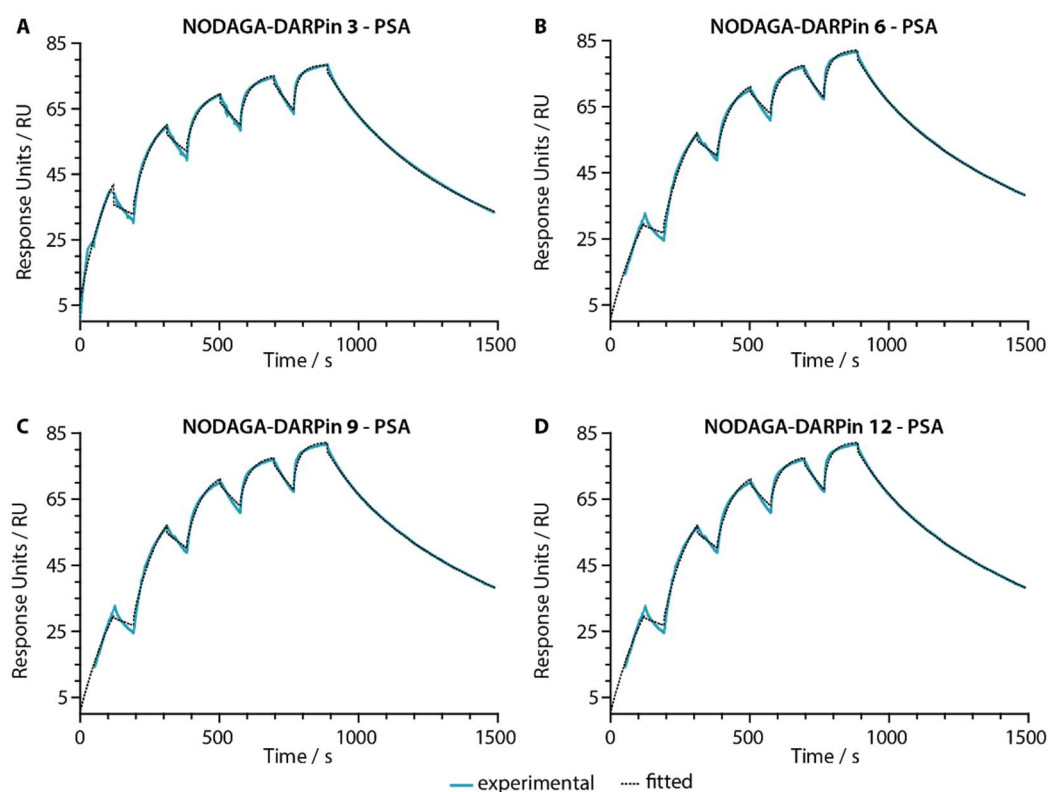 A NODAGA-DARPin 3 - PSA
Response Units / RU
85
65
45
25
5
0 500 1000 1500
Time / s
B NODAGA-DARPin 6 - PSA
Response Units / RU
85
65
45
25
5
0 500 1000 1500
Time / s
C NODAGA-DARPin 9 - PSA
Response Units / RU
85
65
45
25
5
0 500 1000 1500
Time / s
D NODAGA-DARPin 12 - PSA
Response Units / RU
85
65
45
25
5
0 500 1000 1500
Time / s
experimental fitted